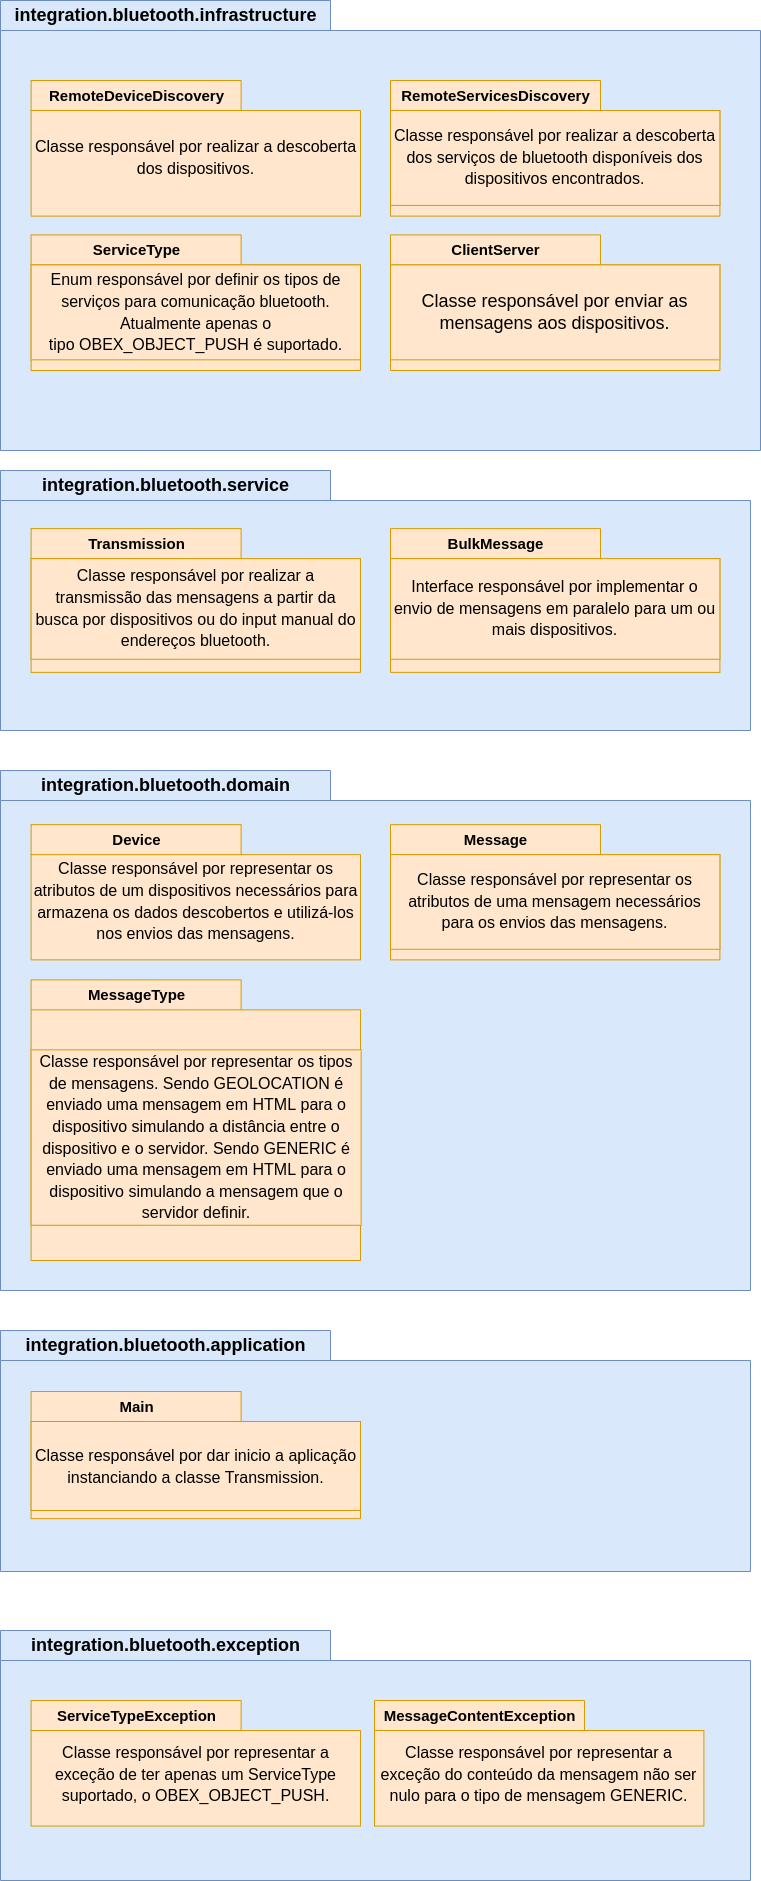 integration.bluetooth.infrastructure
RemoteDeviceDiscovery
Classe responsável por realizar a descoberta
dos dispositivos.
RemoteServicesDiscovery
Classe responsável por realizar a descoberta
dos serviços de bluetooth disponíveis dos
dispositivos encontrados.
ServiceType
Enum responsável por definir os tipos de
serviços para comunicação bluetooth.
Atualmente apenas o
tipo OBEX_OBJECT_PUSH é suportado.
ClientServer
Classe responsável por enviar as
mensagens aos dispositivos.
integration.bluetooth.service
Transmission
Classe responsável por realizar a
transmissão das mensagens a partir da
busca por dispositivos ou do input manual do
endereços bluetooth.
BulkMessage
Interface responsável por implementar o
envio de mensagens em paralelo para um ou
mais dispositivos.
integration.bluetooth.domain
Device
Classe responsável por representar os
atributos de um dispositivos necessários para
armazena os dados descobertos e utilizá-los
nos envios das mensagens.
Message
Classe responsável por representar os
atributos de uma mensagem necessários
para os envios das mensagens.
MessageType
Classe responsável por representar os tipos
de mensagens. Sendo GEOLOCATION é
enviado uma mensagem em HTML para o
dispositivo simulando a distância entre o
dispositivo e o servidor. Sendo GENERIC é
enviado uma mensagem em HTML para o
dispositivo simulando a mensagem que o
servidor definir.
integration.bluetooth.application
Main
Classe responsável por dar inicio a aplicação
instanciando a classe Transmission.
integration.bluetooth.exception
ServiceTypeException
Classe responsável por representar a
exceção de ter apenas um ServiceType
suportado, o OBEX_OBJECT_PUSH.
MessageContentException
Classe responsável por representar a
exceção do conteúdo da mensagem não ser
nulo para o tipo de mensagem GENERIC.